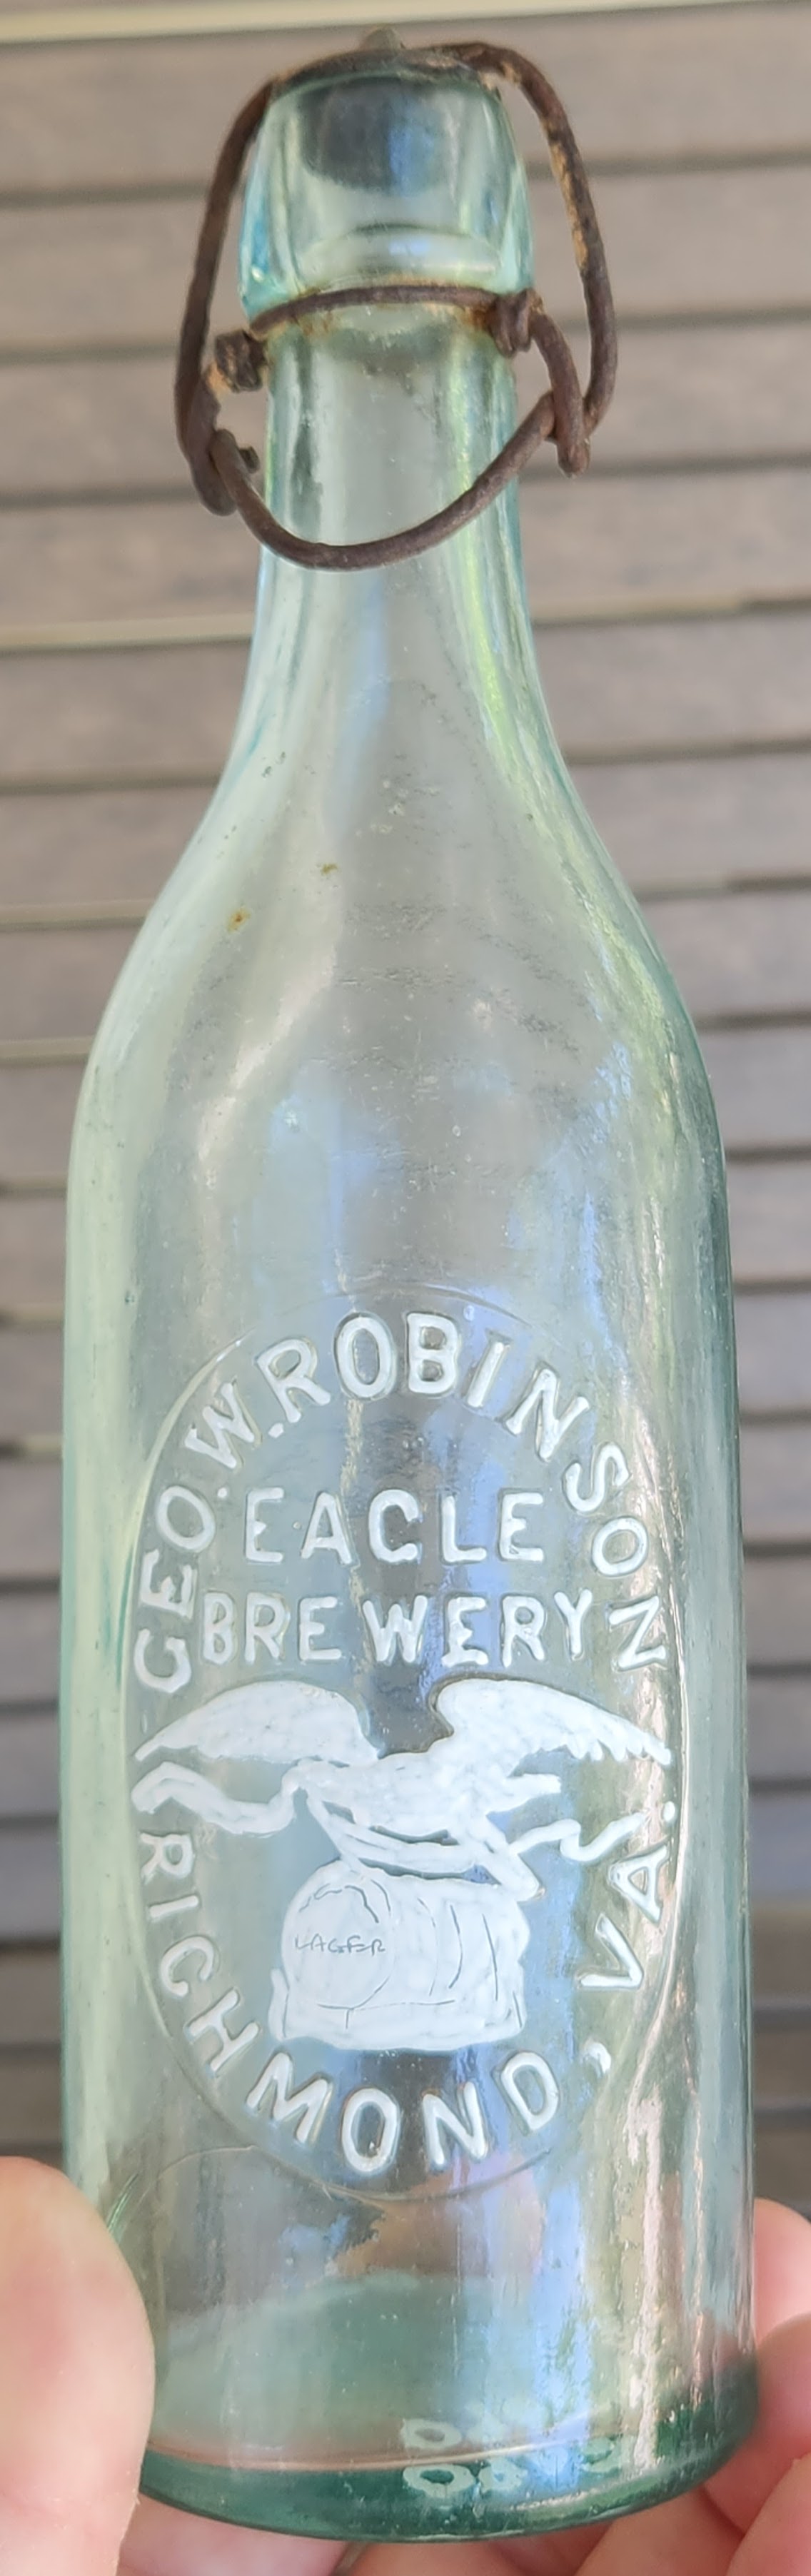 GEO. W. ROBINSON
EAGLE
BREWERY
LAGER
RICHMOND, VA.